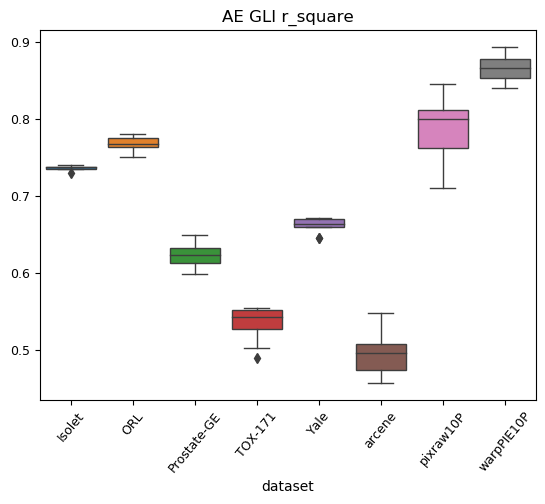 AE GLI r_square
0.9
0.8
0.7
0.6
0.5
Isolet
ORL
Prostate-GE
TOX-171
Yale
arcene
pixraw10P
warpPIE10P
dataset